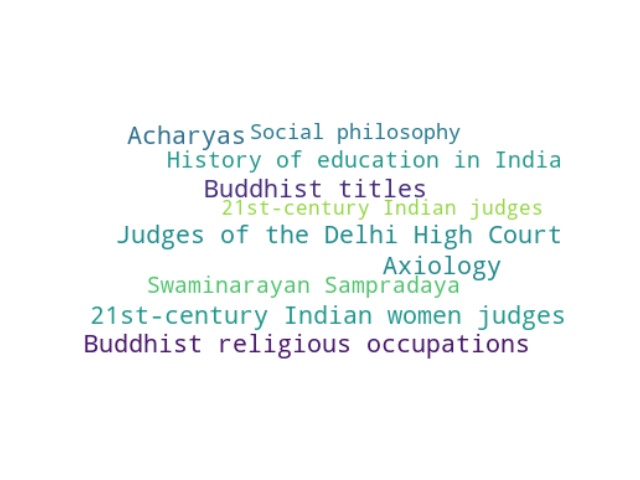 Acharyas Social philosophy
History of education in India
Buddhist titles
21st-century Indian judges
Judges of the Delhi High Court
Axiology
Swaminarayan Sampradaya
21st-century Indian women judges
Buddhist religious occupations